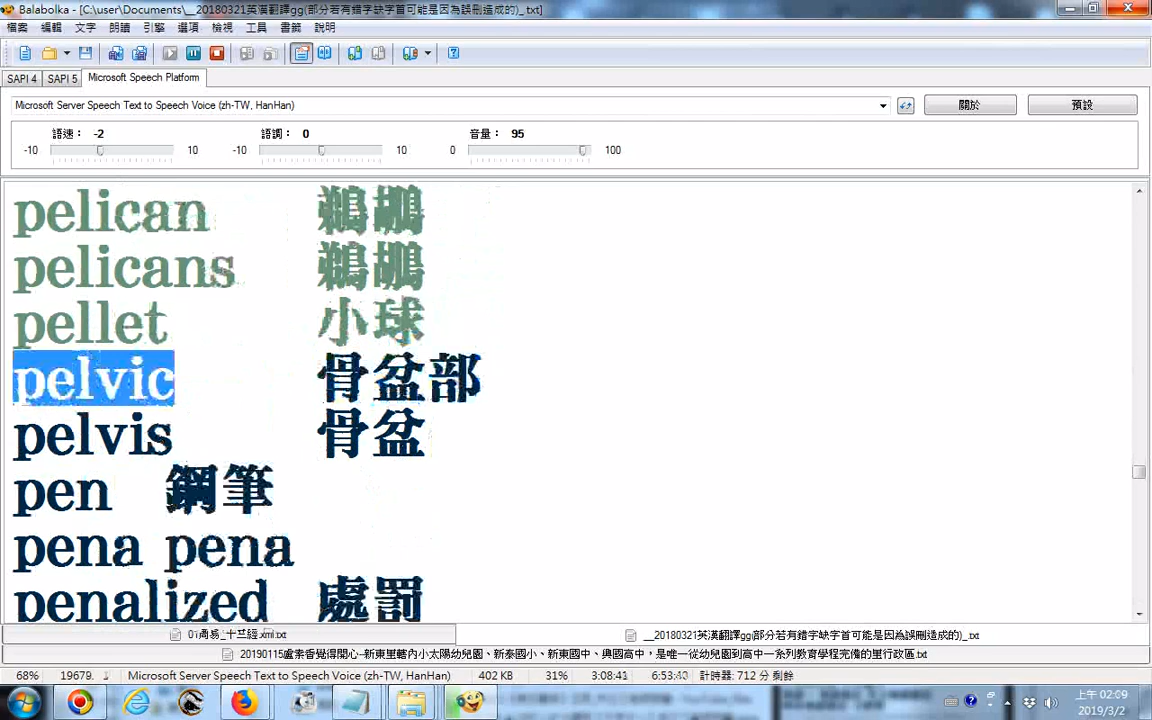 Balabolka - [C:\user\Documents\__20180321英漢翻譯gg(部分若有錯字缺字首可能是因為誤刪造成的)_.txt]
檔案 編輯 文字 朗讀 引擎 選項 檢視 工具 書籤 說明
SAPI 4 SAPI 5 Microsoft Speech Platform
Microsoft Server Speech Text to Speech Voice (zh-TW, HanHan) 關於 預設
語速： -2 語調： 0 音量： 95
-10 10 -10 10 0 100
pelican 鵜鶘
pelicans 鵜鶘
pellet 小球
pelvic 骨盆部
pelvis 骨盆
pen 鋼筆
pena pena
penalized 處罰
__20180321英漢翻譯gg(部分若有錯字缺字首可能是因為誤刪造成的)_.txt
20190115盧素香覺得開心-新東里轄內小太陽幼兒園、新泰國小、新東國中、興國高中，是唯一從幼兒園到高中一系列教育學程完備的里行政區.txt
68% 19679. Microsoft Server Speech Text to Speech Voice (zh-TW, HanHan) 402 KB 31% 3:08:41 6:53:40 計時器: 712 分 剩餘
上午 02:09
2019/3/2